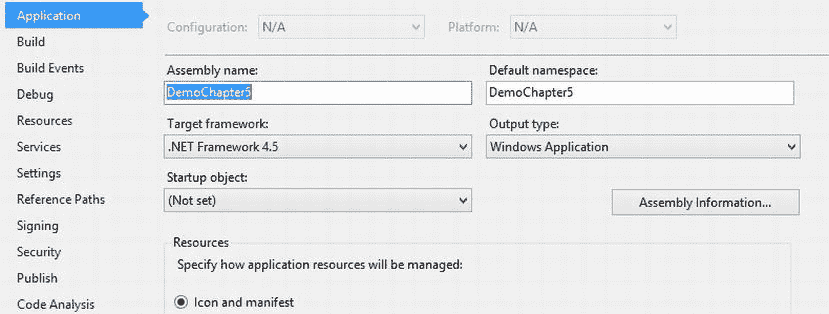 Application
Build
Build Events
Debug
Resources
Services
Settings
Reference Paths
Signing
Security
Publish
Code Analysis
Configuration: N/A Platform: N/A
Assembly name: Default namespace:
DemoChapter5 DemoChapter5
Target framework: Output type:
.NET Framework 4.5 Windows Application
Startup object:
(Not set) Assembly Information...
Resources
Specify how application resources will be managed:
Icon and manifest